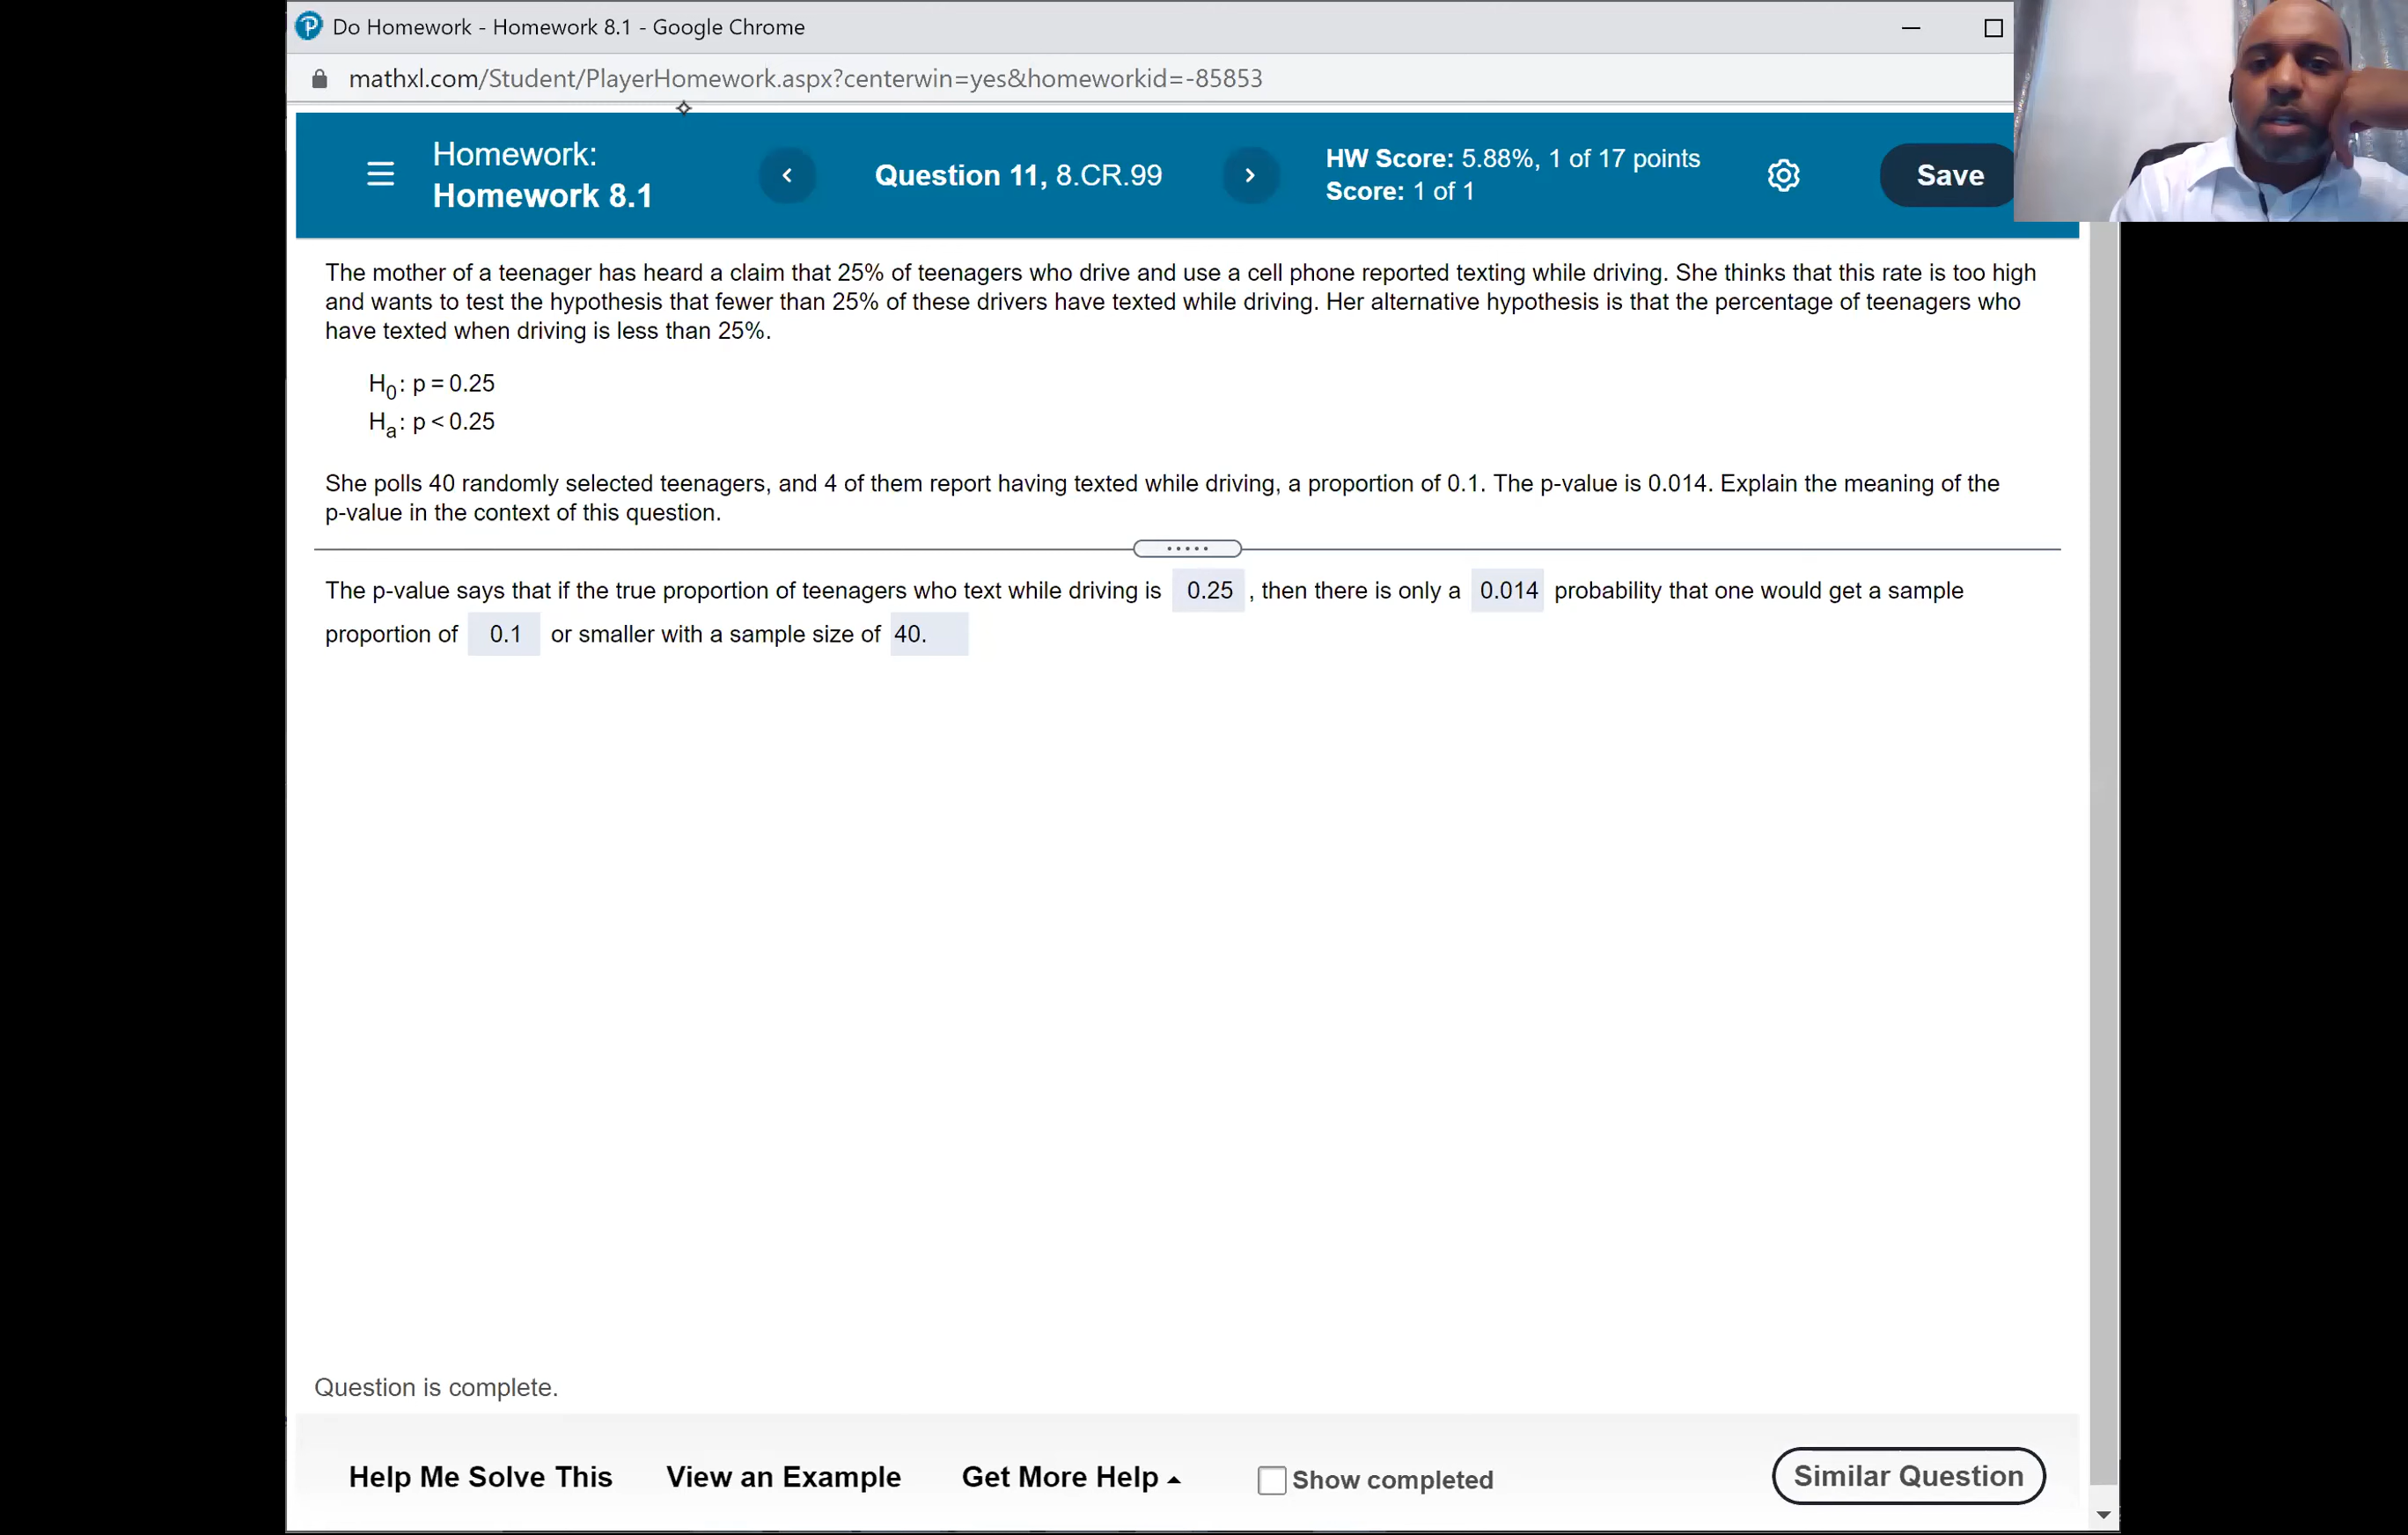 Do Homework - Homework 8.1 - Google Chrome
mathxl.com/Student/PlayerHomework.aspx?centerwin=yes&homeworkid=-85853
Homework:
Homework 8.1
Question 11, 8.CR.99
HW Score: 5.88%, 1 of 17 points
Score: 1 of 1
Save
The mother of a teenager has heard a claim that 25% of teenagers who drive and use a cell phone reported texting while driving. She thinks that this rate is too high
and wants to test the hypothesis that fewer than 25% of these drivers have texted while driving. Her alternative hypothesis is that the percentage of teenagers who
have texted when driving is less than 25%.
H0: p = 0.25
Ha: p < 0.25
She polls 40 randomly selected teenagers, and 4 of them report having texted while driving, a proportion of 0.1. The p-value is 0.014. Explain the meaning of the
p-value in the context of this question.
The p-value says that if the true proportion of teenagers who text while driving is 0.25, then there is only a 0.014 probability that one would get a sample
proportion of 0.1 or smaller with a sample size of 40.
Question is complete.
Help Me Solve This
View an Example
Get More Help
Show completed
Similar Question